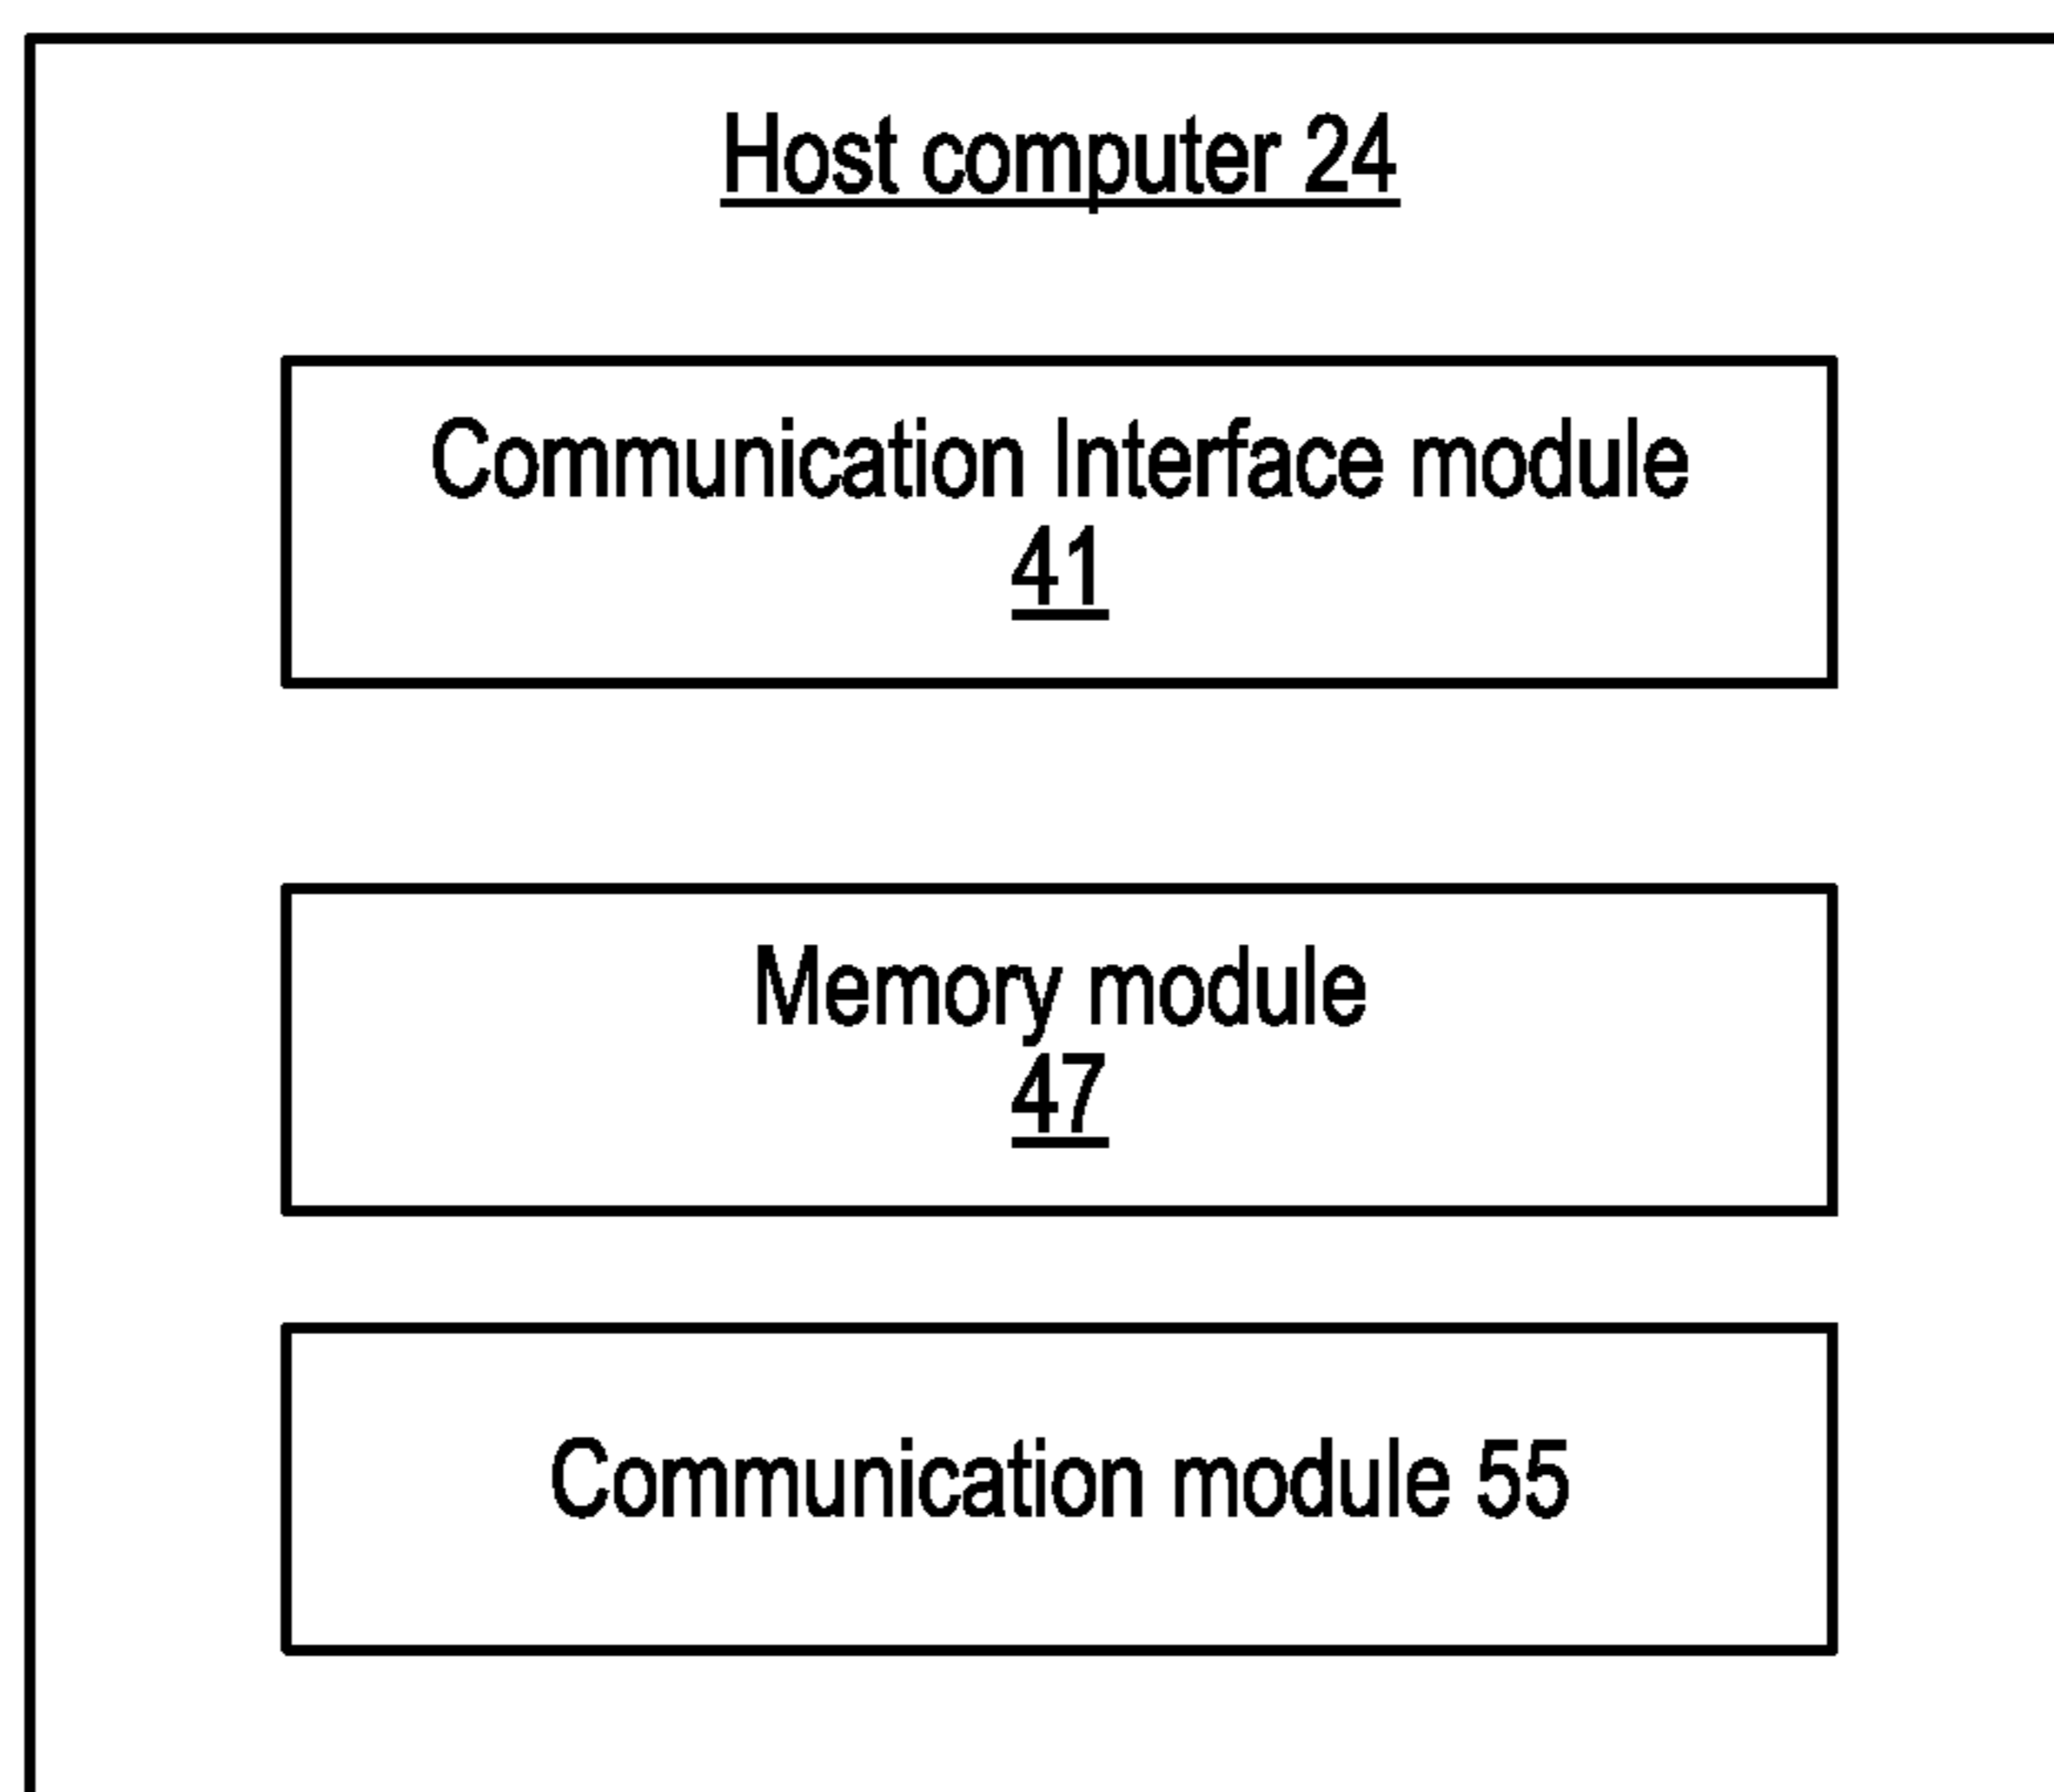 Host computer 24
Communication Interface module
41
Memory module
47
Communication module 55